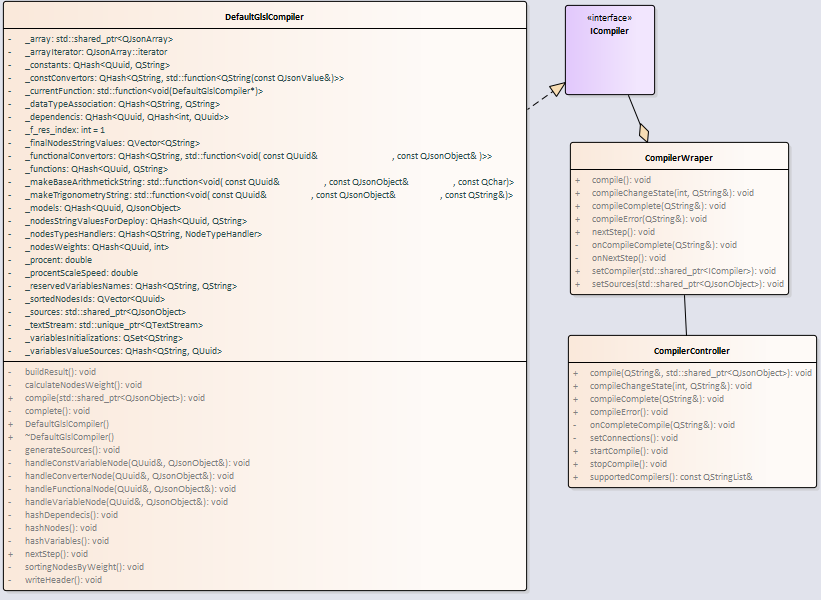 DefaultGlslCompiler
- _array: std::shared_ptr<QJsonArray>
- _arrayIterator: QJsonArray::iterator
- _constants: QHash<QUuid, QString>
- _constConvertors: QHash<QString, std::function<QString(const QJsonValue&)>>
- _currentFunction: std::function<void(DefaultGlslCompiler*)>
- _dataTypeAssociation: QHash<QString, QString>
- _dependencis: QHash<QUuid, QHash<int, QUuid>>
- _f_res_index: int = 1
- _finalNodesStringValues: QVector<QString>
- _functionalConvertors: QHash<QString, std::function<void( const QUuid& , const QJsonObject& )>>
- _functions: QHash<QUuid, QString>
- _makeBaseArithmetickString: std::function<void( const QUuid& , const QJsonObject& , const QChar)>
- _makeTrigonometryString: std::function<void( const QUuid& , const QJsonObject& , const QString&)>
- _models: QHash<QUuid, QJsonObject>
- _nodesStringValuesForDeploy: QHash<QUuid, QString>
- _nodesTypesHandlers: QHash<QString, NodeTypeHandler>
- _nodesWeights: QHash<QUuid, int>
- _procent: double
- _procentScaleSpeed: double
- _reservedVariablesNames: QHash<QString, QString>
- _sortedNodesIds: QVector<QUuid>
- _sources: std::shared_ptr<QJsonObject>
- _textStream: std::unique_ptr<QTextStream>
- _variablesInitializations: QSet<QString>
- _variablesValueSources: QHash<QString, QUuid>
- buildResult(): void
- calculateNodesWeight(): void
+ compile(std::shared_ptr<QJsonObject>): void
- complete(): void
+ DefaultGlslCompiler()
+ ~DefaultGlslCompiler()
- generateSources(): void
- handleConstVariableNode(QUuid&, QJsonObject&): void
- handleConverterNode(QUuid&, QJsonObject&): void
- handleFunctionalNode(QUuid&, QJsonObject&): void
- handleVariableNode(QUuid&, QJsonObject&): void
- hashDependecis(): void
- hashNodes(): void
- hashVariables(): void
+ nextStep(): void
- sortingNodesByWeight(): void
- writeHeader(): void
«interface»
ICompiler
CompilerWraper
+ compile(): void
+ compileChangeState(int, QString&): void
+ compileComplete(QString&): void
+ compileError(QString&): void
+ nextStep(): void
- onCompileComplete(QString&): void
- onNextStep(): void
+ setCompiler(std::shared_ptr<ICompiler>): void
+ setSources(std::shared_ptr<QJsonObject>): void
CompilerController
+ compile(QString&, std::shared_ptr<QJsonObject>): void
+ compileChangeState(int, QString&): void
+ compileComplete(QString&): void
+ compileError(): void
- onCompleteCompile(QString&): void
- setConnections(): void
+ startCompile(): void
+ stopCompile(): void
+ supportedCompilers(): const QStringList&